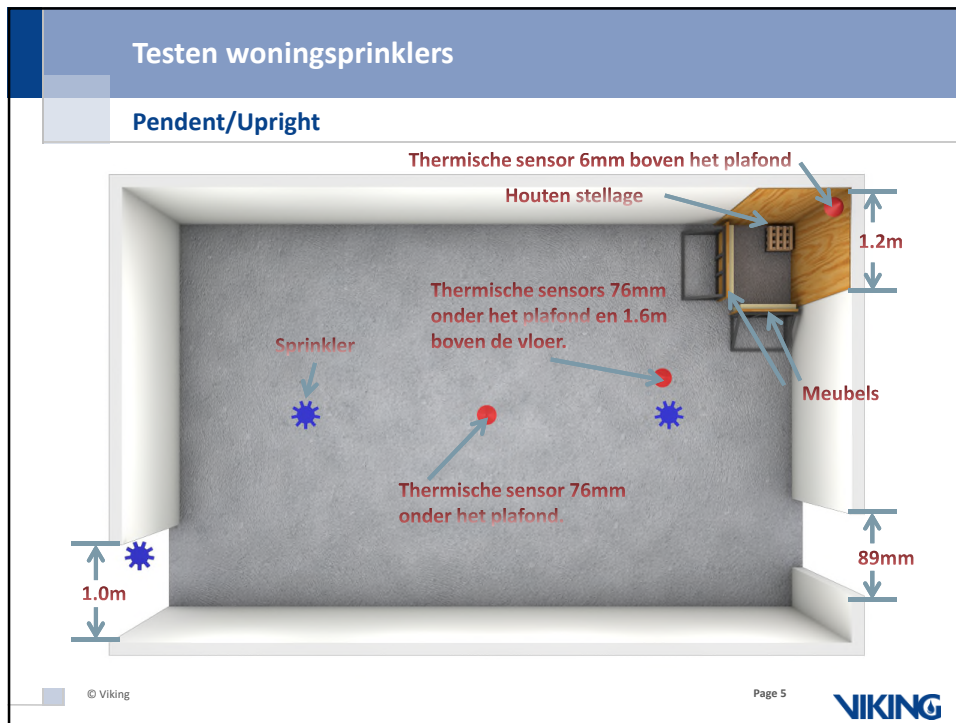 Testen woningsprinklers
Pendent/Upright
Thermische sensor 6mm boven het plafond
Houten stellage
1.2m
Thermische sensors 76mm
onder het plafond en 1.6m
boven de vloer.
Sprinkler
Meubels
Thermische sensor 76mm
onder het plafond.
89mm
1.0m
© Viking
Page 5
VIKING